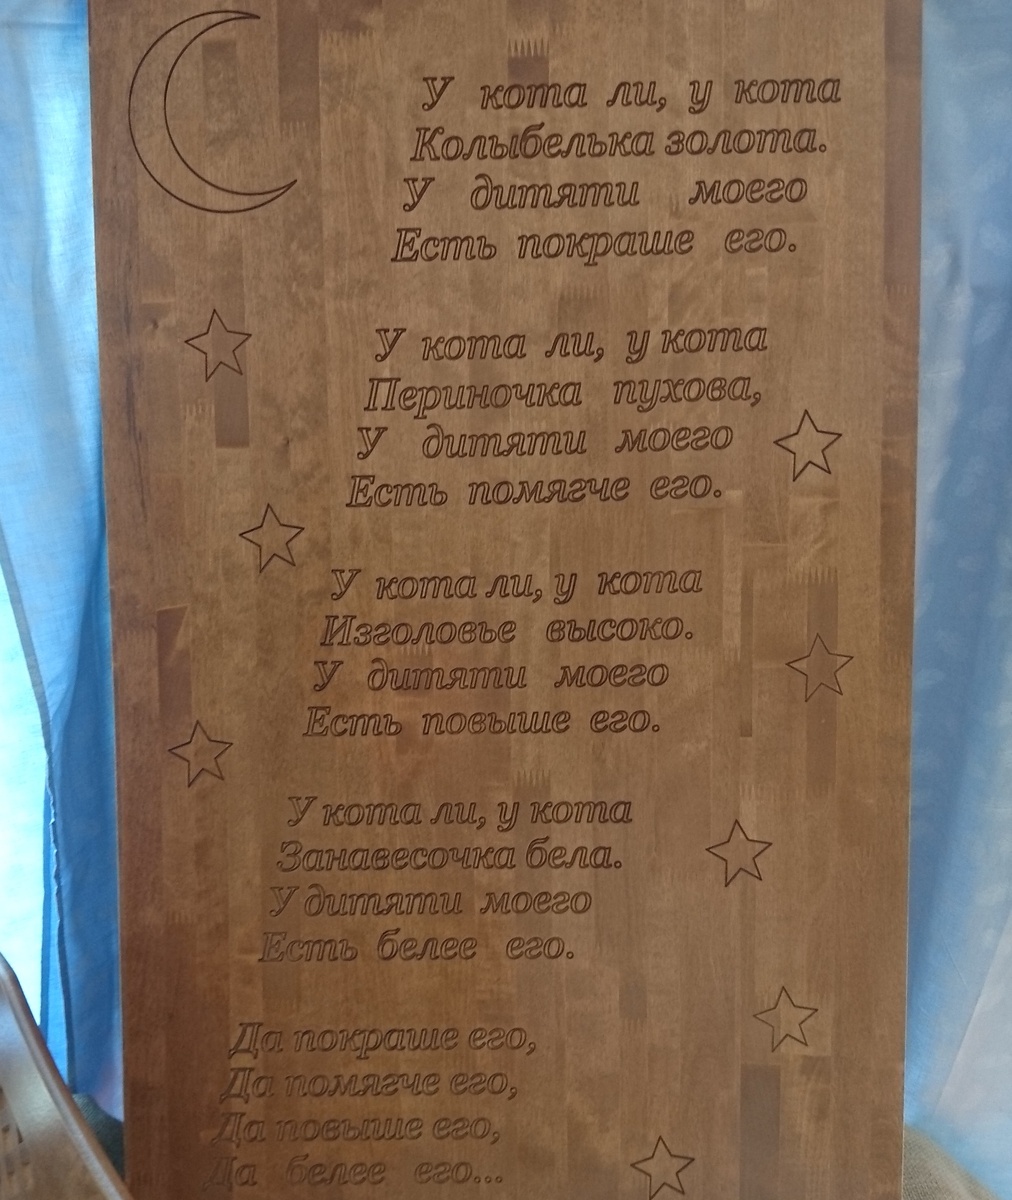 У кота ли, у кота
Колыбелька золота.
У дитяти моего
Есть покраше его.
У кота ли, у кота
Периночка пухова,
У дитяти моего
Есть помягче его.
У кота ли, у кота
Изголовье высоко.
У дитяти моего
Есть повыше его.
У кота ли, у кота
Занавесочка бела.
У дитяти моего
Есть белее его.
Да покраше его,
Да помягче его,
Да повыше его,
Да белее его...